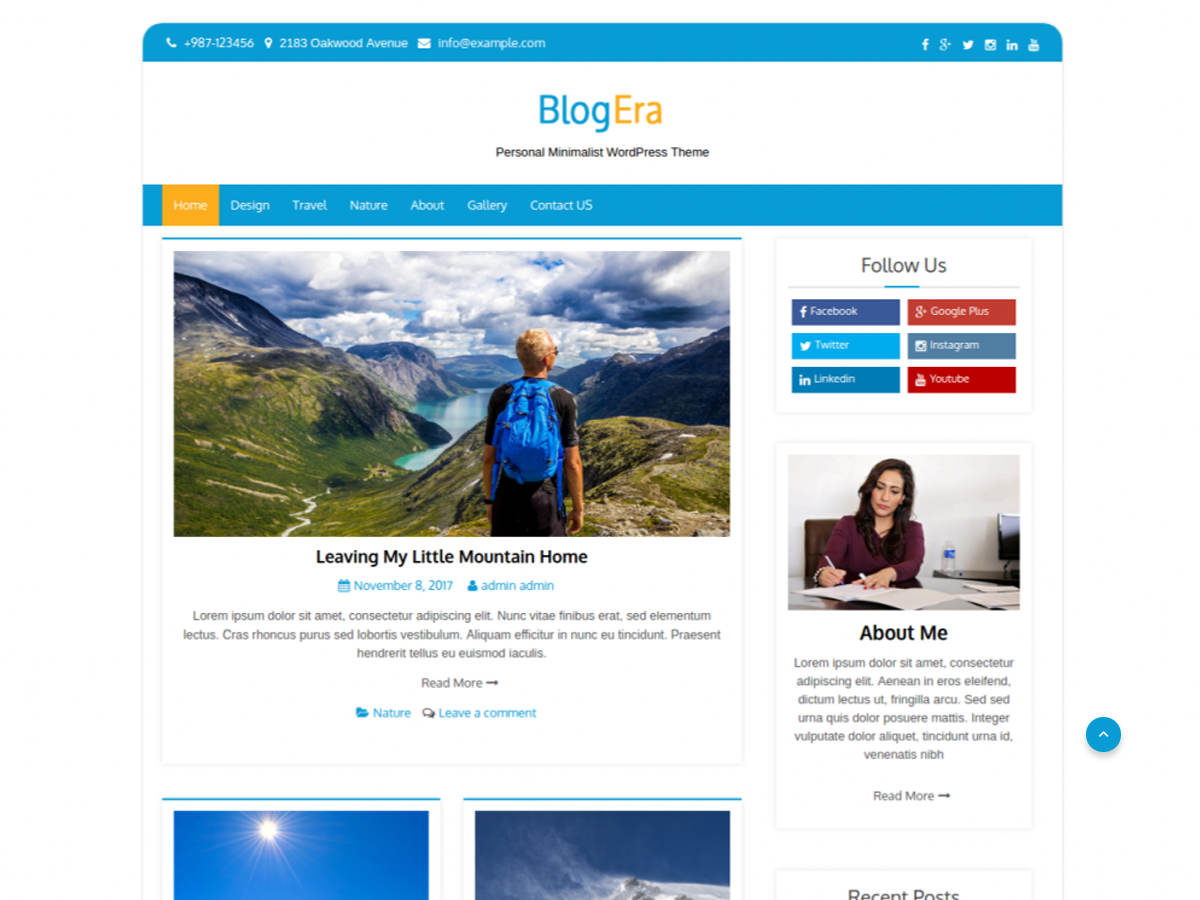 +987-123456 2183 Oakwood Avenue info@example.com
BlogEra
Personal Minimalist WordPress Theme
Home Design Travel Nature About Gallery Contact US
Leaving My Little Mountain Home
November 8, 2017 admin admin
Lorem ipsum dolor sit amet, consectetur adipiscing elit. Nunc vitae finibus erat, sed elementum
lectus. Cras rhoncus purus sed lobortis vestibulum. Aliquam efficitur in nunc eu tincidunt. Praesent
hendrerit tellus eu euismod iaculis.
Read More
Nature Leave a comment
Follow Us
Facebook Google Plus
Twitter Instagram
Linkedin Youtube
About Me
Lorem ipsum dolor sit amet, consectetur
adipiscing elit. Aenean in eros eleifend,
dictum lectus ut, fringilla arcu. Sed sed
urna quis dolor posuere mattis. Integer
vulputate dolor aliquet, tincidunt urna id,
venenatis nibh
Read More
Recent Posts